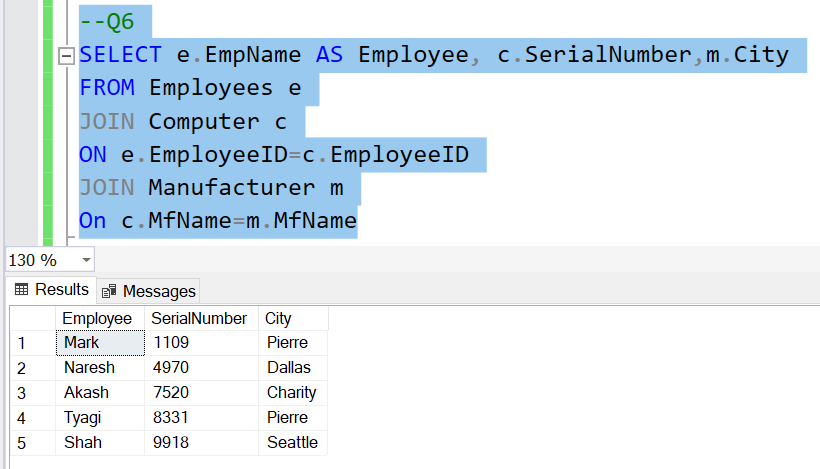 --Q6
SELECT e.EmpName AS Employee, c.SerialNumber,m.City
FROM Employees e
JOIN Computer c
ON e.EmployeeID=c.EmployeeID
JOIN Manufacturer m
On c.MfName=m.MfName
130 %
Results Messages
Employee SerialNumber City
1 Mark 1109 Pierre
2 Naresh 4970 Dallas
3 Akash 7520 Charity
4 Tyagi 8331 Pierre
5 Shah 9918 Seattle